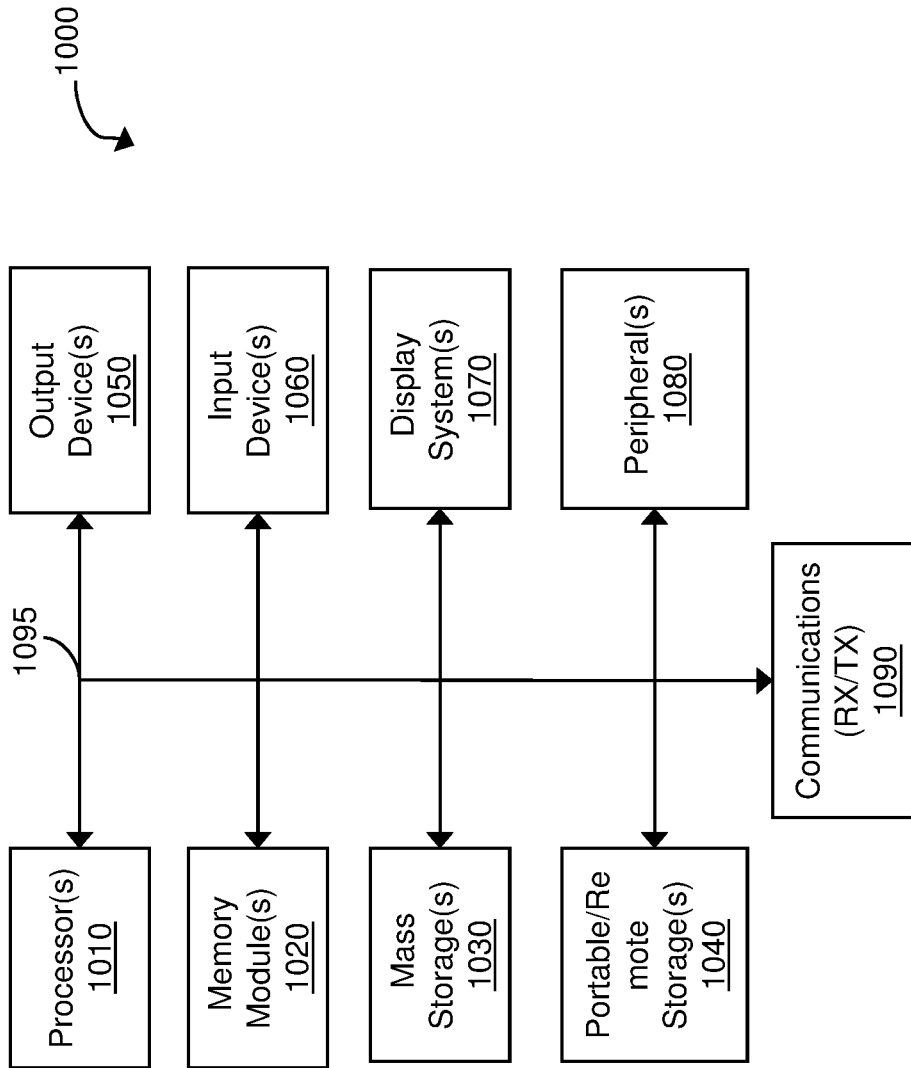 1000
Processor(s)
1010
Output
Device(s)
1050
1095
Memory
Module(s)
1020
Input
Device(s)
1060
Mass
Storage(s)
1030
Display
System(s)
1070
Portable/Re
mote
Storage(s)
1040
Peripheral(s)
1080
Communications
(RX/TX)
1090